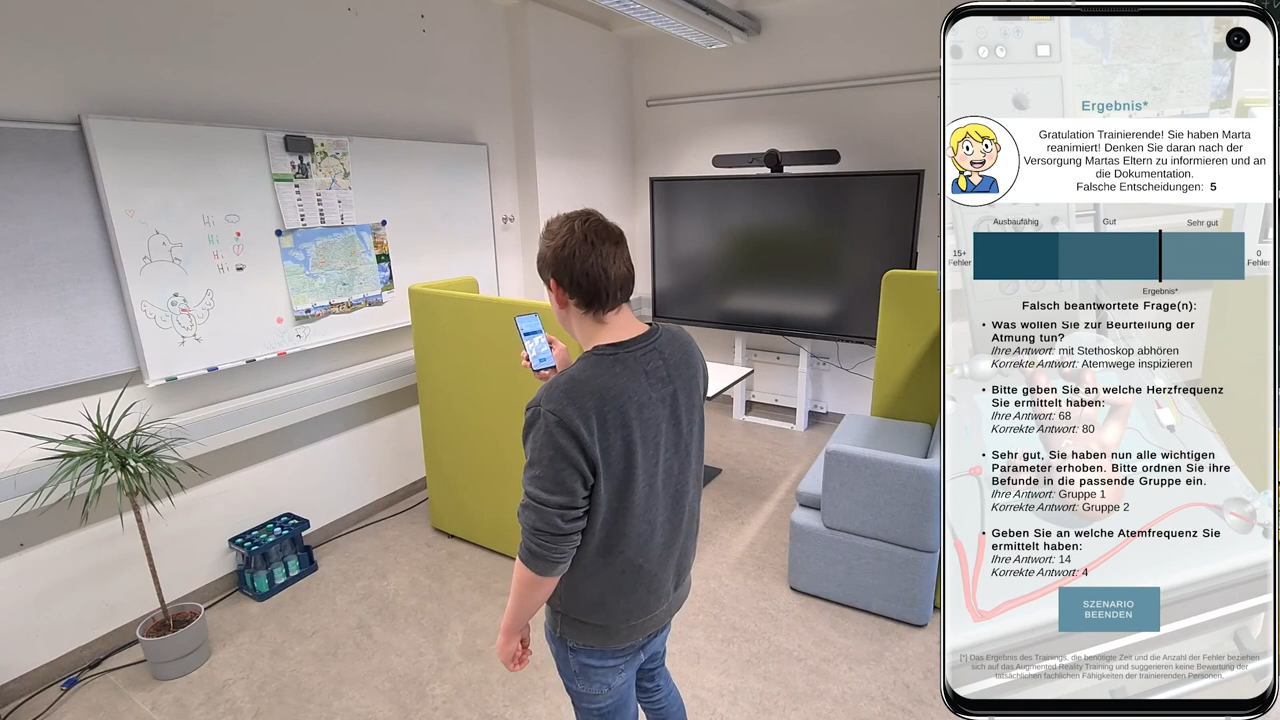 Hi
Hi
Hi
Hi
Ergebnis*
Gratulation Trainierende! Sie haben Marta
reanimiert! Denken Sie daran nach der
Versorgung Martas Eltern zu informieren und an
die Dokumentation.
Falsche Entscheidungen: 5
Ausbaufähig Gut Sehr gut
15+ Fehler
0 Fehler
Ergebnis*
Falsch beantwortete Frage(n):
• Was wollen Sie zur Beurteilung der
Atmung tun?
Ihre Antwort: mit Stethoskop abhören
Korrekte Antwort: Atemwege inspizieren
• Bitte geben Sie an welche Herzfrequenz
Sie ermittelt haben:
Ihre Antwort: 68
Korrekte Antwort: 80
• Sehr gut, Sie haben nun alle wichtigen
Parameter erhoben. Bitte ordnen Sie ihre
Befunde in die passende Gruppe ein.
Ihre Antwort: Gruppe 1
Korrekte Antwort: Gruppe 2
• Geben Sie an welche Atemfrequenz Sie
ermittelt haben:
Ihre Antwort: 14
Korrekte Antwort: 4
SZENARIO
BEENDEN
[*] Das Ergebnis des Trainings, die benötigte Zeit und die Anzahl der Fehler beziehen
sich auf das Augmented Reality Training und suggerieren keine Bewertung der
tatsächlichen fachlichen Fähigkeiten der trainierenden Personen.